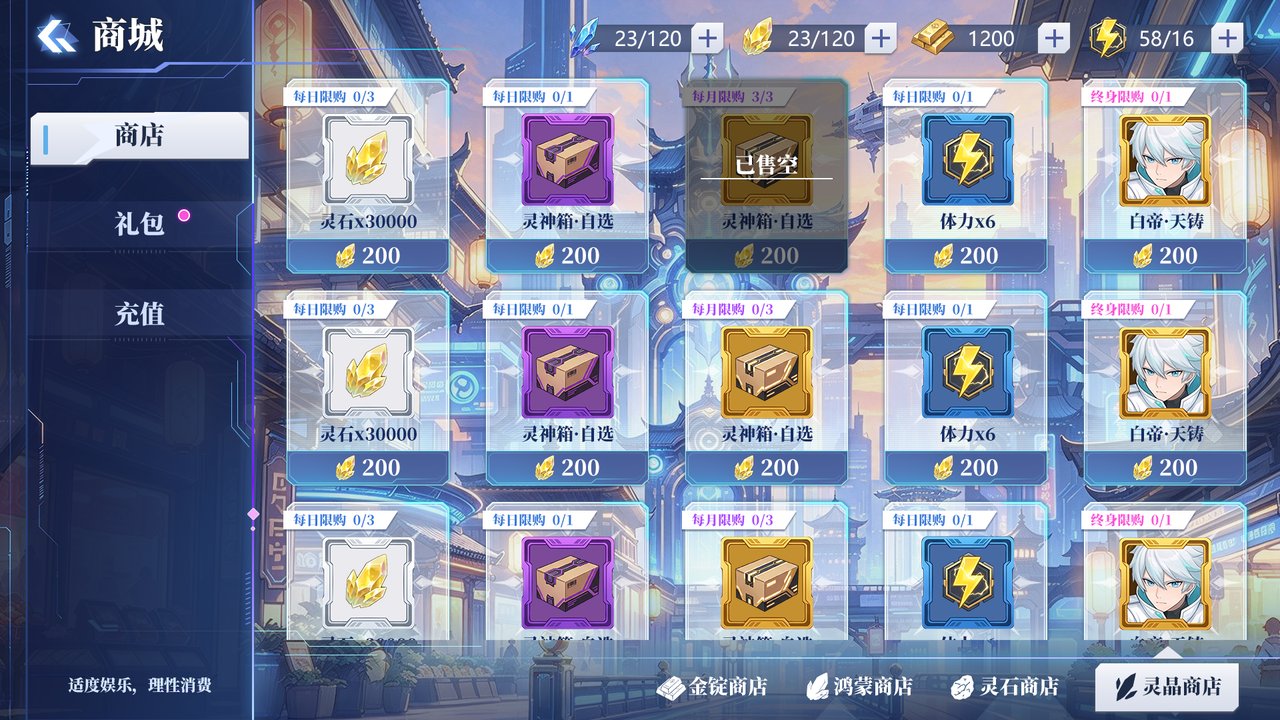 商城
23/120
23/120
1200
58/16
商店
礼包
充值
适度娱乐，理性消费
每日限购 0/3
灵石x30000
200
每日限购 0/1
灵神箱·自选
200
每月限购 3/3
已售空
灵神箱·自选
200
每日限购 0/1
体力x6
200
终身限购 0/1
白帝·天铸
200
每日限购 0/3
灵石x30000
200
每日限购 0/1
灵神箱·自选
200
每月限购 0/3
灵神箱·自选
200
每日限购 0/1
体力x6
200
终身限购 0/1
白帝·天铸
200
每日限购 0/3
每日限购 0/1
每月限购 0/3
每日限购 0/1
终身限购 0/1
金锭商店
鸿蒙商店
灵石商店
灵晶商店